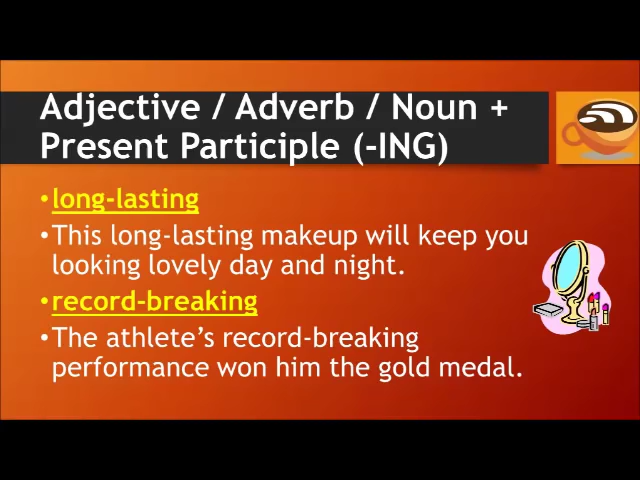 Adjective / Adverb / Noun +
Present Participle (-ING)
•long-lasting
•This long-lasting makeup will keep you
looking lovely day and night.
•record-breaking
•The athlete’s record-breaking
performance won him the gold medal.